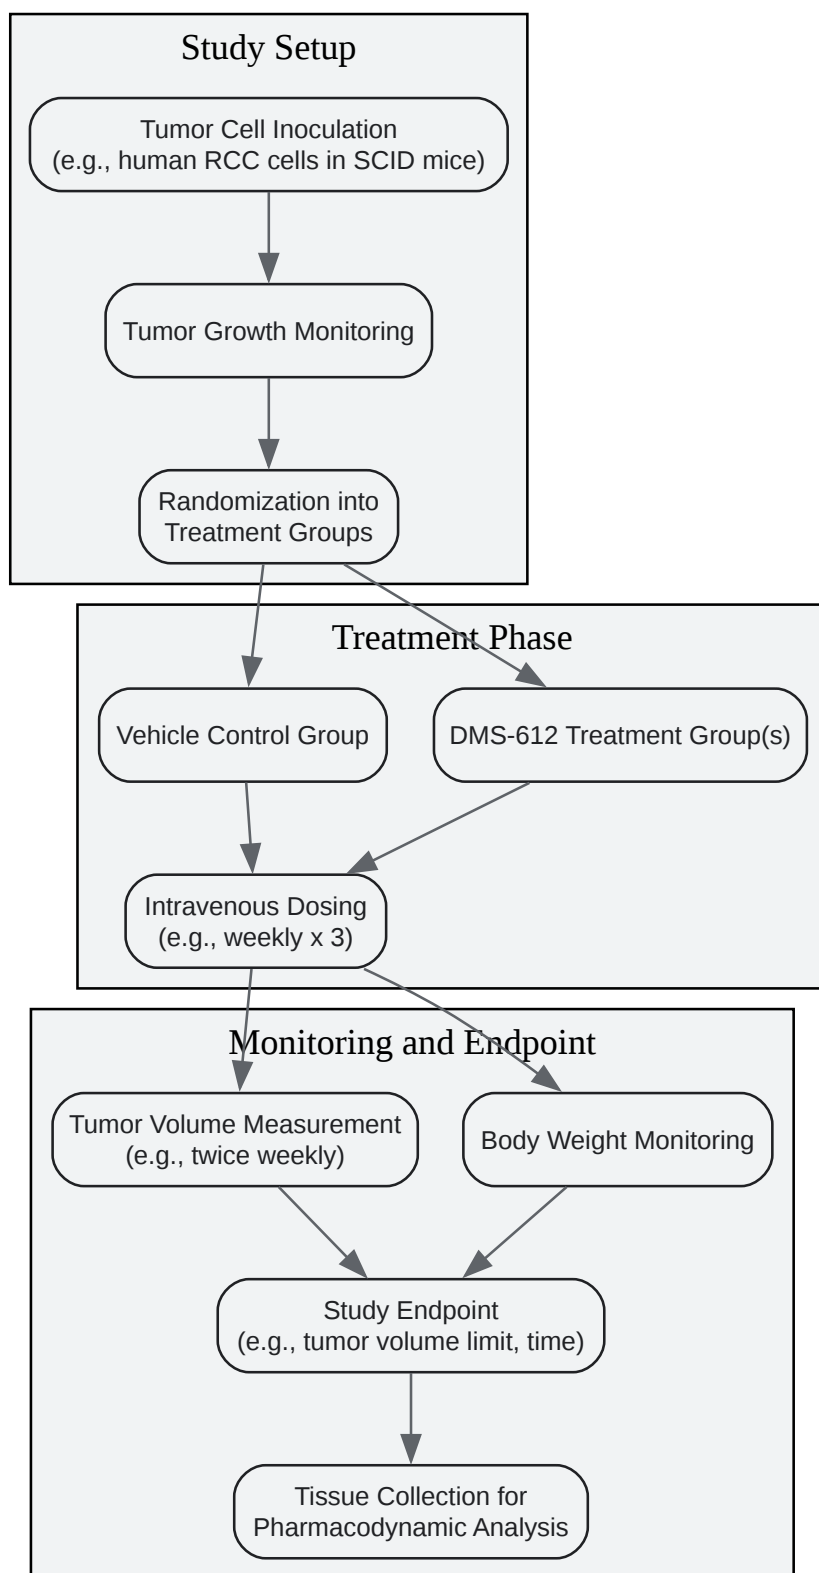 Study Setup
Tumor Cell Inoculation
(e.g., human RCC cells in SCID mice)
Tumor Growth Monitoring
Randomization into
Treatment Groups
Treatment Phase
Vehicle Control Group
DMS-612 Treatment Group(s)
Intravenous Dosing
(e.g., weekly x 3)
Monitoring and Endpoint
Tumor Volume Measurement
(e.g., twice weekly)
Body Weight Monitoring
Study Endpoint
(e.g., tumor volume limit, time)
Tissue Collection for
Pharmacodynamic Analysis